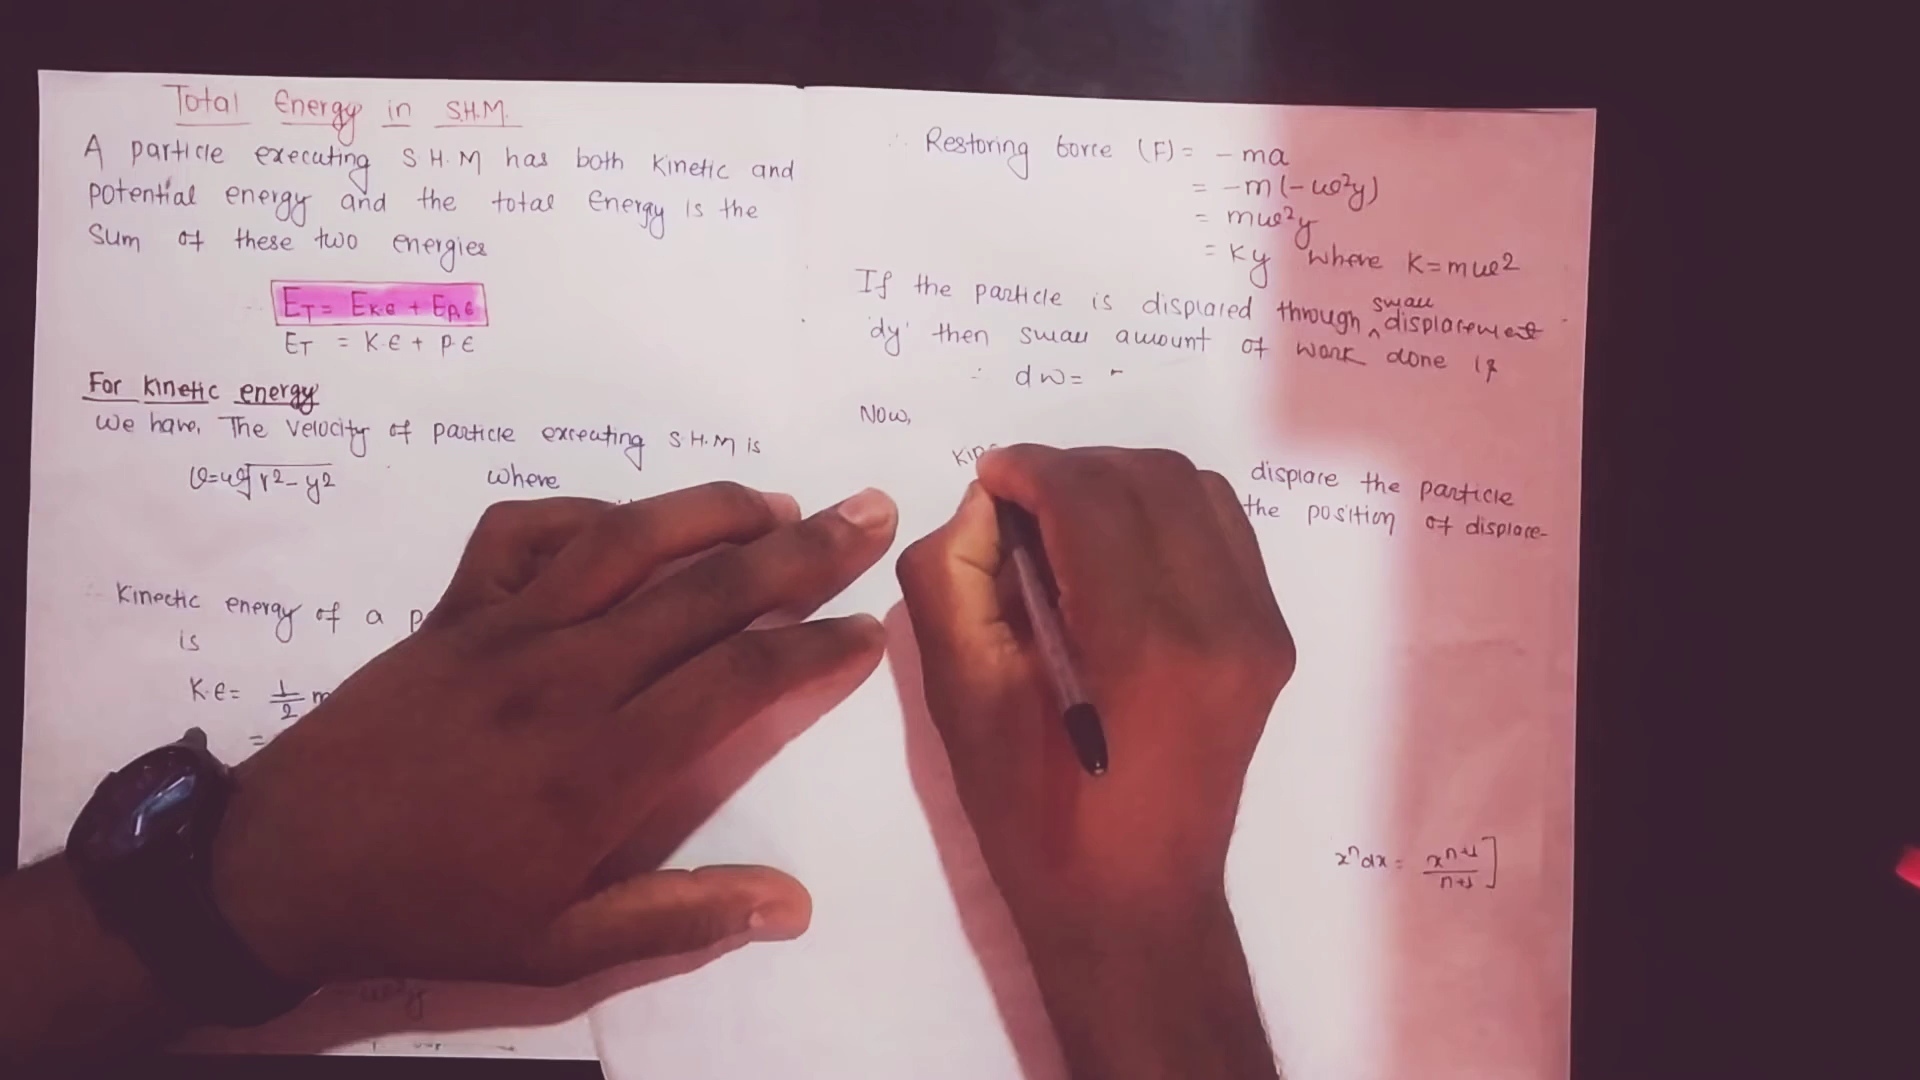 Total Energy in S.H.M.
A particle executing S.H.M has both kinetic and
potential energy and the total Energy is the
Sum of these two energies
E_T = E_K.e + E_p.e
E_T = K.E + P.E
For kinetic energy
We have, The velocity of particle executing S.H.M is
v=ω√r²-y² where
∴ Kinectic energy of a
is
K.E= 1/2 m
=
∴ Restoring force (F) = -ma
= -m(-ω²y)
= mω²y
= Ky where K=mω²
If the particle is displaced through small displacement
'dy' then small amount of work done is
∴ dw= -
Now,
displace the particle
the position of displace-
xⁿdx = xⁿ⁺¹/n+1]